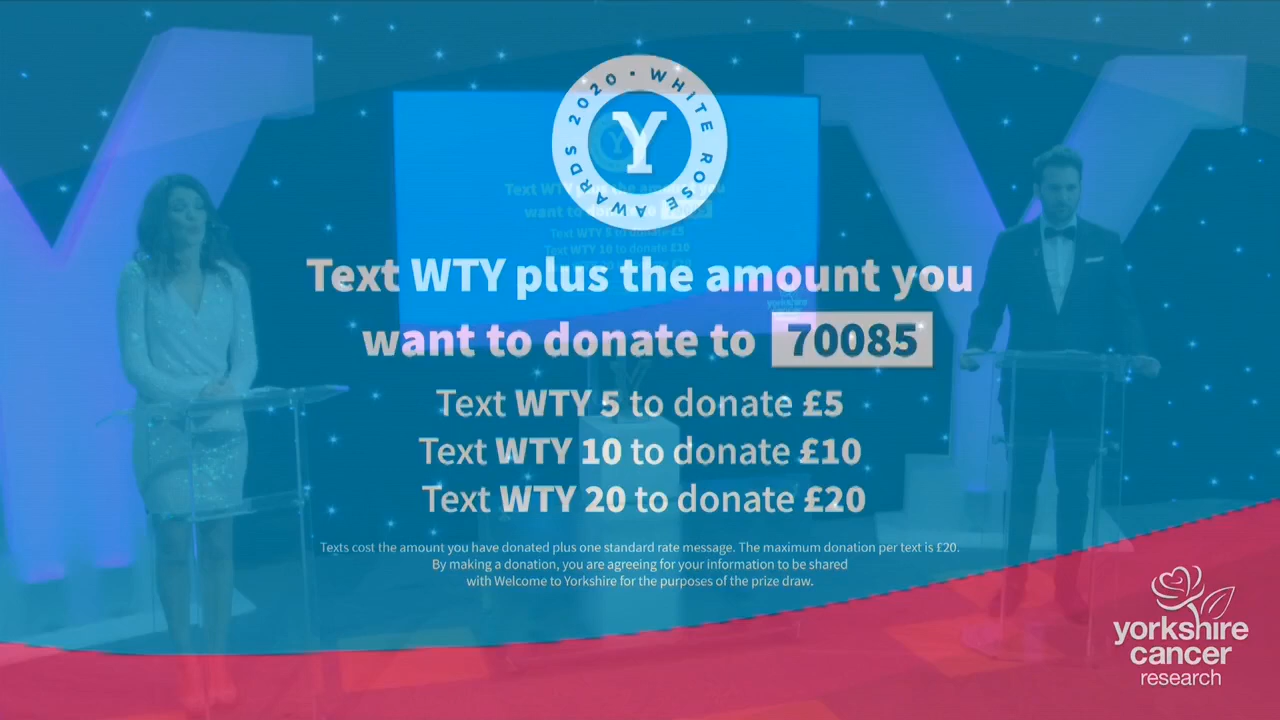 2020 • WHITE ROSE AWARDS
Y
Text WTY plus the amount you
want to donate to 70085
Text WTY 5 to donate £5
Text WTY 10 to donate £10
Text WTY 20 to donate £20
Texts cost the amount you have donated plus one standard rate message. The maximum donation per text is £20.
By making a donation, you are agreeing for your information to be shared
with Welcome to Yorkshire for the purposes of the prize draw.
yorkshire
cancer
research